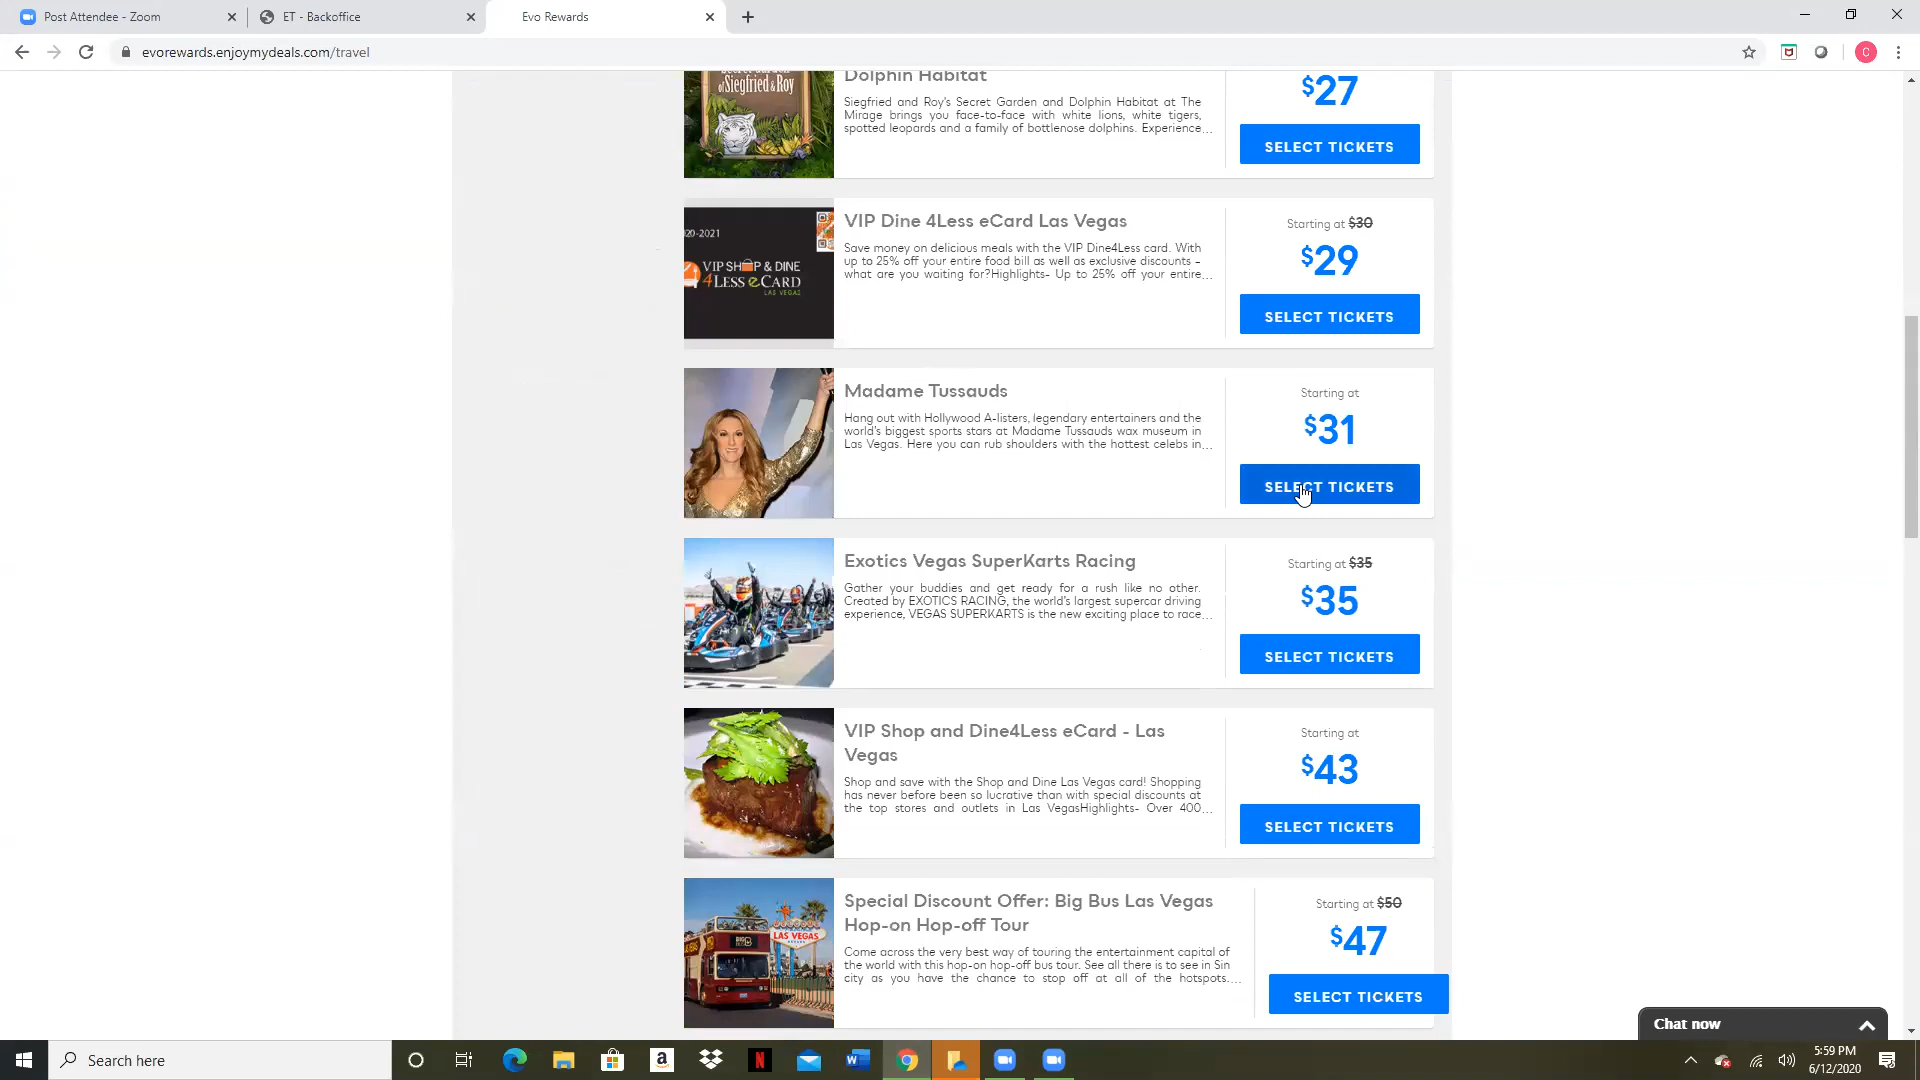 Post Attendee - Zoom
ET - Backoffice
Evo Rewards
evorewards.enjoymydeals.com/travel
C
of Siegfried & Roy
Dolphin Habitat
Siegfried and Roy's Secret Garden and Dolphin Habitat at The
Mirage brings you face-to-face with white lions, white tigers,
spotted leopards and a family of bottlenose dolphins. Experience...
$27
SELECT TICKETS
VIP SHOP & DINE
4LESS eCARD
LAS VEGAS
VIP Dine 4Less eCard Las Vegas
Save money on delicious meals with the VIP Dine4Less card. With
up to 25% off your entire food bill as well as exclusive discounts –
what are you waiting for?Highlights- Up to 25% off your entire...
Starting at $30
$29
SELECT TICKETS
Madame Tussauds
Hang out with Hollywood A-listers, legendary entertainers and the
world's biggest sports stars at Madame Tussauds wax museum in
Las Vegas. Here you can rub shoulders with the hottest celebs in...
Starting at
$31
SELECT TICKETS
Exotics Vegas SuperKarts Racing
Gather your buddies and get ready for a rush like no other.
Created by EXOTICS RACING, the world's largest supercar driving
experience, VEGAS SUPERKARTS is the new exciting place to race...
Starting at $35
$35
SELECT TICKETS
VIP Shop and Dine4Less eCard - Las
Vegas
Shop and save with the Shop and Dine Las Vegas card! Shopping
has never before been so lucrative than with special discounts at
the top stores and outlets in Las VegasHighlights- Over 400...
Starting at
$43
SELECT TICKETS
LAS VEGAS
BIG BUS
Special Discount Offer: Big Bus Las Vegas
Hop-on Hop-off Tour
Come across the very best way of touring the entertainment capital of
the world with this hop-on hop-off bus tour. See all there is to see in Sin
city as you have the chance to stop off at all of the hotspots....
Starting at $50
$47
SELECT TICKETS
Chat now
Search here
5:59 PM
6/12/2020